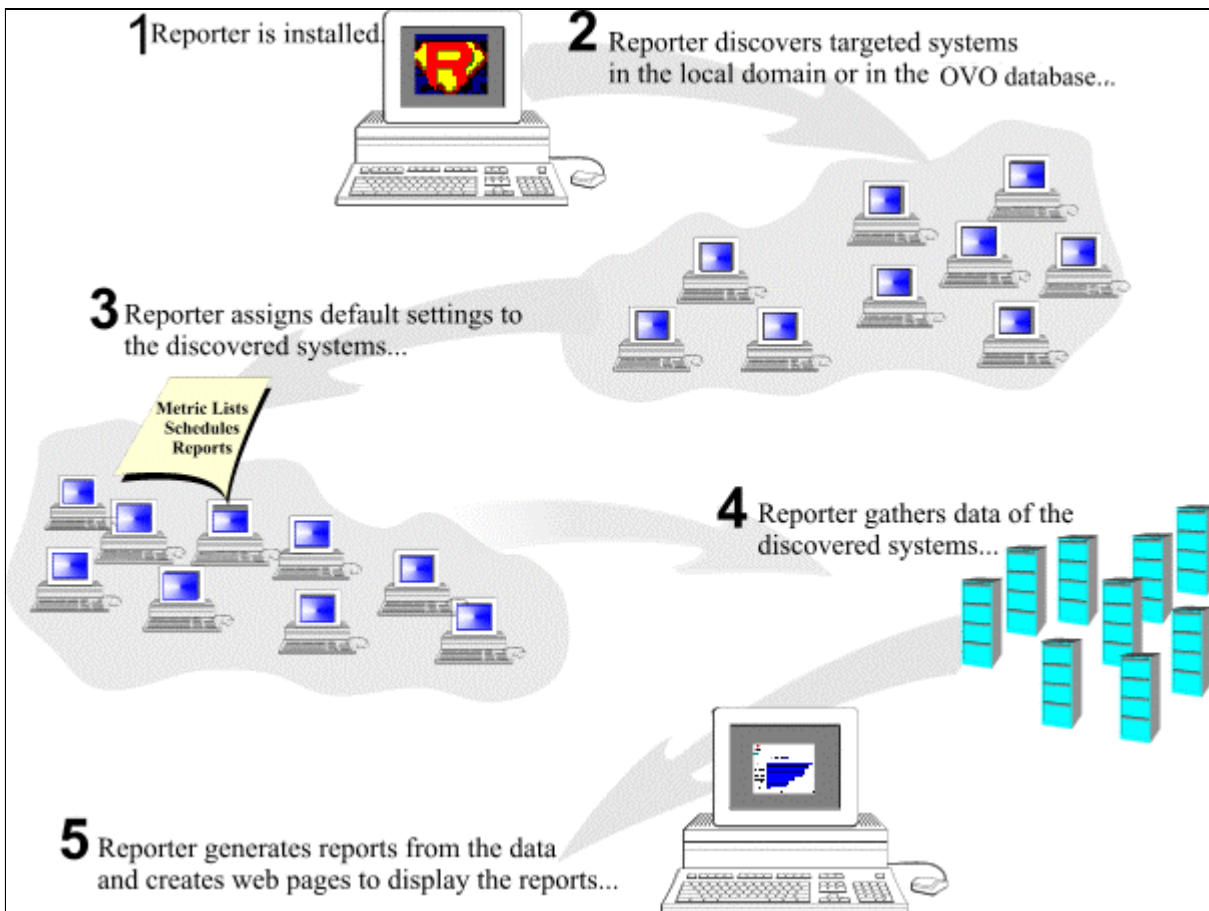 1 Reporter is installed.
R
2 Reporter discovers targeted systems
in the local domain or in the OVO database...
3 Reporter assigns default settings to
the discovered systems...
Metric Lists
Schedules
Reports
4 Reporter gathers data of the
discovered systems...
5 Reporter generates reports from the data
and creates web pages to display the reports...